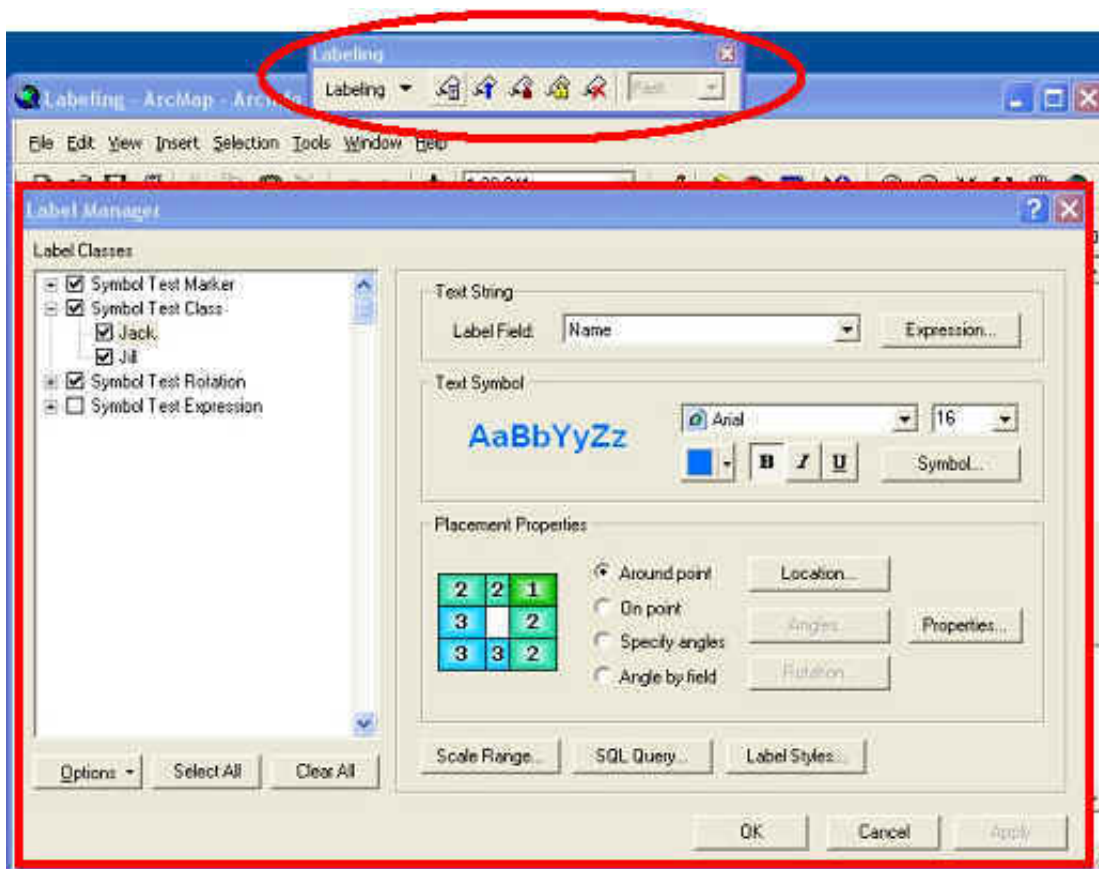 Labeling
Labeling
Labeling - ArcMap - ArcInfo
File Edit View Insert Selection Tools Window Help
Label Manager
Label Classes
Symbol Test Marker
Symbol Test Class
Jack
Jill
Symbol Test Rotation
Symbol Test Expression
Options
Select All
Clear All
Text String
Label Field: Name Expression...
Text Symbol
AaBbYyZz
Arial 16
B I U Symbol...
Placement Properties
2 2 1
3 2
3 3 2
Around point Location...
On point
Angles... Properties...
Specify angles
Angle by field Rotation...
Scale Range... SQL Query... Label Styles...
OK Cancel Apply